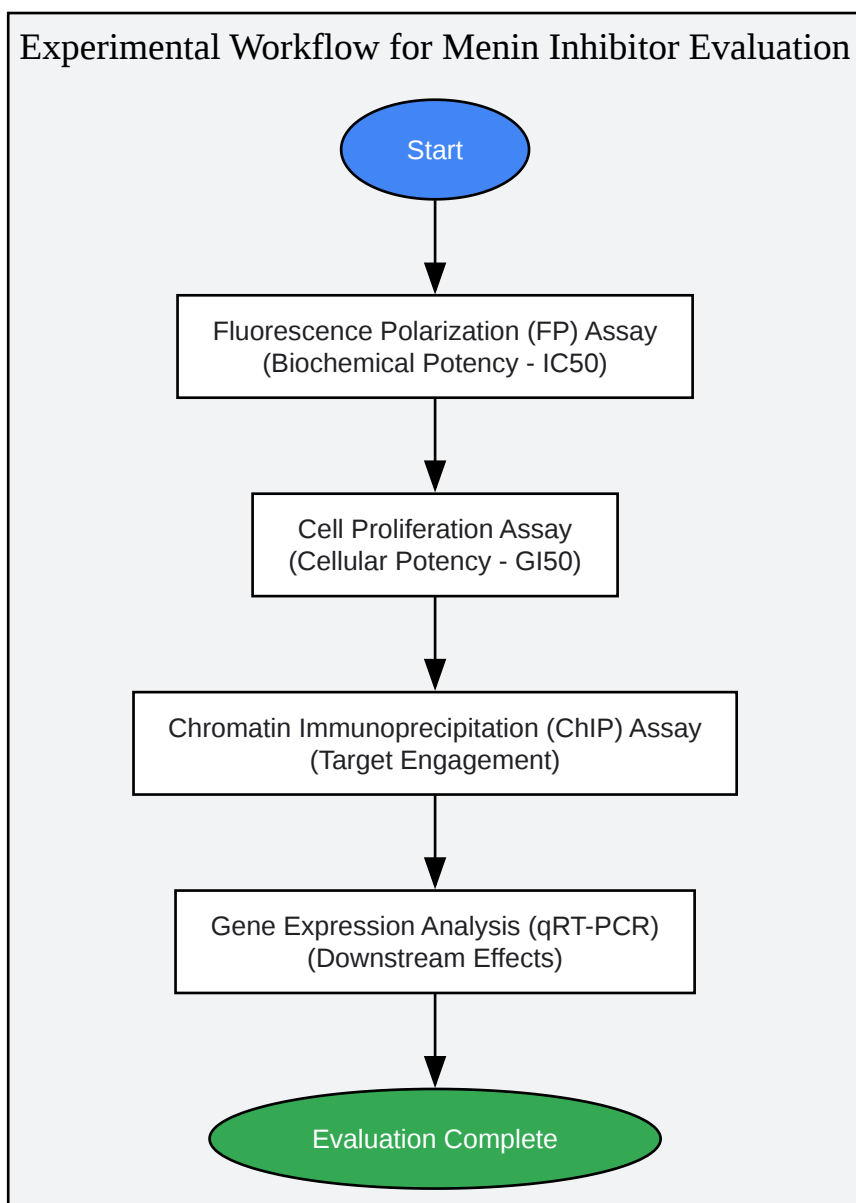 Experimental Workflow for Menin Inhibitor Evaluation
Start
Fluorescence Polarization (FP) Assay
(Biochemical Potency - IC50)
Cell Proliferation Assay
(Cellular Potency - GI50)
Chromatin Immunoprecipitation (ChIP) Assay
(Target Engagement)
Gene Expression Analysis (qRT-PCR)
(Downstream Effects)
Evaluation Complete